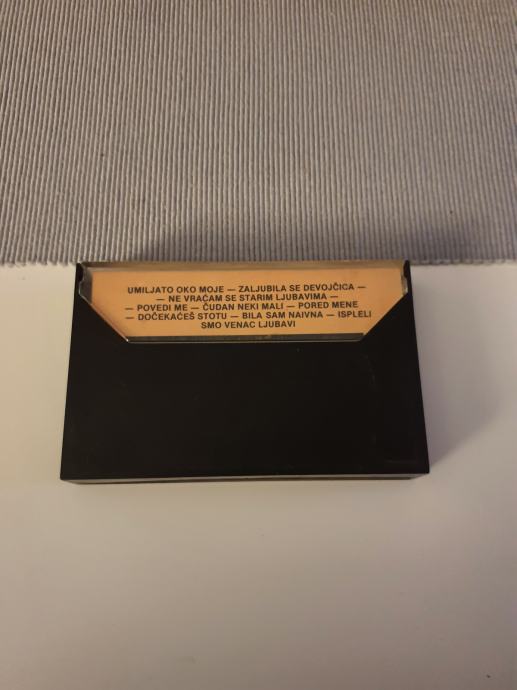 UMILJATO OKO MOJE — ZALJUBILA SE DEVOJČICA —
— NE VRAĆAM SE STARIM LJUBAVIMA —
— POVEDI ME — ČUDAN NEKI MALI — PORED MENE
— DOČEKAĆEŠ STOTU — BILA SAM NAIVNA — ISPLELI
SMO VENAC LJUBAVI